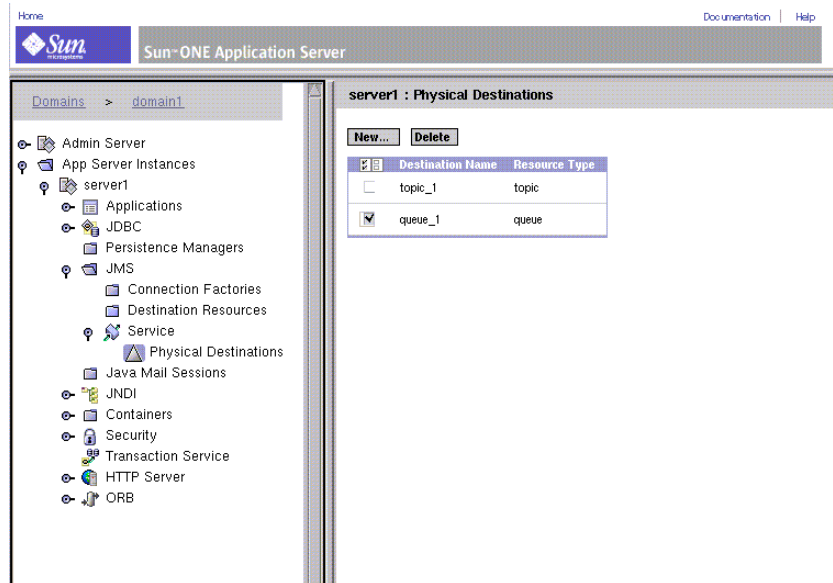 Home
Documentation | Help
Sun
microsystems
Sun™ ONE Application Server
Domains > domain1
Admin Server
App Server Instances
server1
Applications
JDBC
Persistence Managers
JMS
Connection Factories
Destination Resources
Service
Physical Destinations
Java Mail Sessions
JNDI
Containers
Security
Transaction Service
HTTP Server
ORB
server1 : Physical Destinations
New... Delete
Destination Name Resource Type
topic_1 topic
queue_1 queue